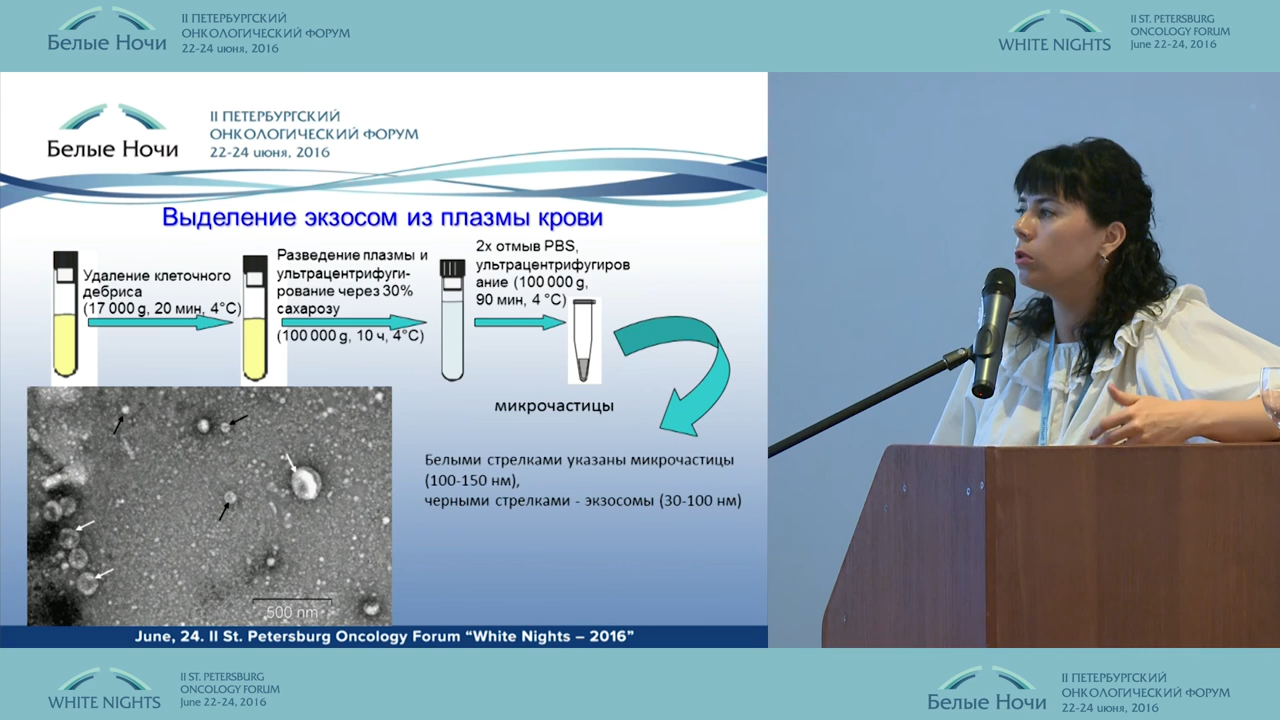 Белые Ночи
II ПЕТЕРБУРГСКИЙ
ОНКОЛОГИЧЕСКИЙ ФОРУМ
22-24 июня, 2016
WHITE NIGHTS
II ST. PETERSBURG
ONCOLOGY FORUM
June 22-24, 2016
Белые Ночи
II ПЕТЕРБУРГСКИЙ
ОНКОЛОГИЧЕСКИЙ ФОРУМ
22-24 июня, 2016
Выделение экзосом из плазмы крови
Удаление клеточного
дебриса
(17 000 g, 20 мин, 4°C)
Разведение плазмы и
ультрацентрифуги-
рование через 30%
сахарозу
(100 000 g, 10 ч, 4°C)
2х отмыв PBS,
ультрацентрифугиров
ание (100 000 g,
90 мин, 4 °C)
микрочастицы
Белыми стрелками указаны микрочастицы
(100-150 нм),
черными стрелками - экзосомы (30-100 нм)
500 nm
June, 24. II St. Petersburg Oncology Forum “White Nights – 2016”
WHITE NIGHTS
II ST. PETERSBURG
ONCOLOGY FORUM
June 22-24, 2016
Белые Ночи
II ПЕТЕРБУРГСКИЙ
ОНКОЛОГИЧЕСКИЙ ФОРУМ
22-24 июня, 2016